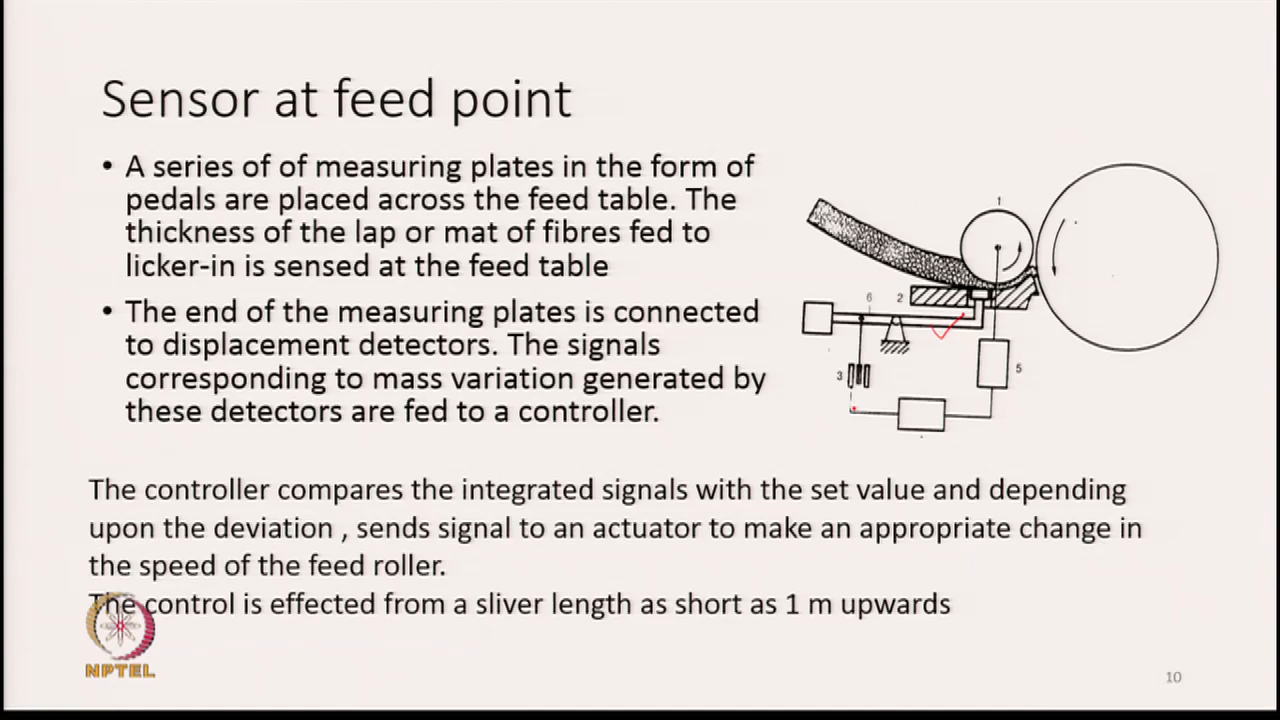 Sensor at feed point
• A series of of measuring plates in the form of
pedals are placed across the feed table. The
thickness of the lap or mat of fibres fed to
licker-in is sensed at the feed table
• The end of the measuring plates is connected
to displacement detectors. The signals
corresponding to mass variation generated by
these detectors are fed to a controller.
1
6
2
3
5
The controller compares the integrated signals with the set value and depending
upon the deviation , sends signal to an actuator to make an appropriate change in
the speed of the feed roller.
The control is effected from a sliver length as short as 1 m upwards
NPTEL
10